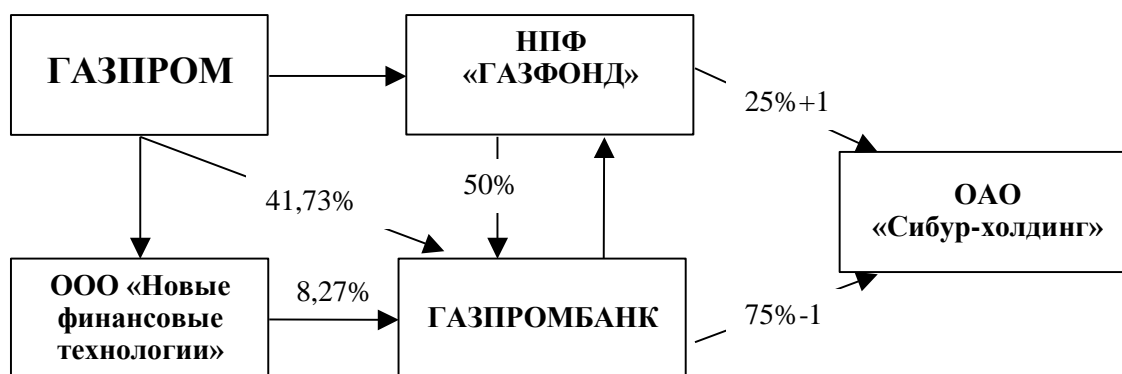 ГАЗПРОМ
НПФ
«ГАЗФОНД»
25%+1
41,73%
50%
ОАО
«Сибур-холдинг»
ООО «Новые
финансовые
технологии»
8,27%
ГАЗПРОМБАНК
75%-1